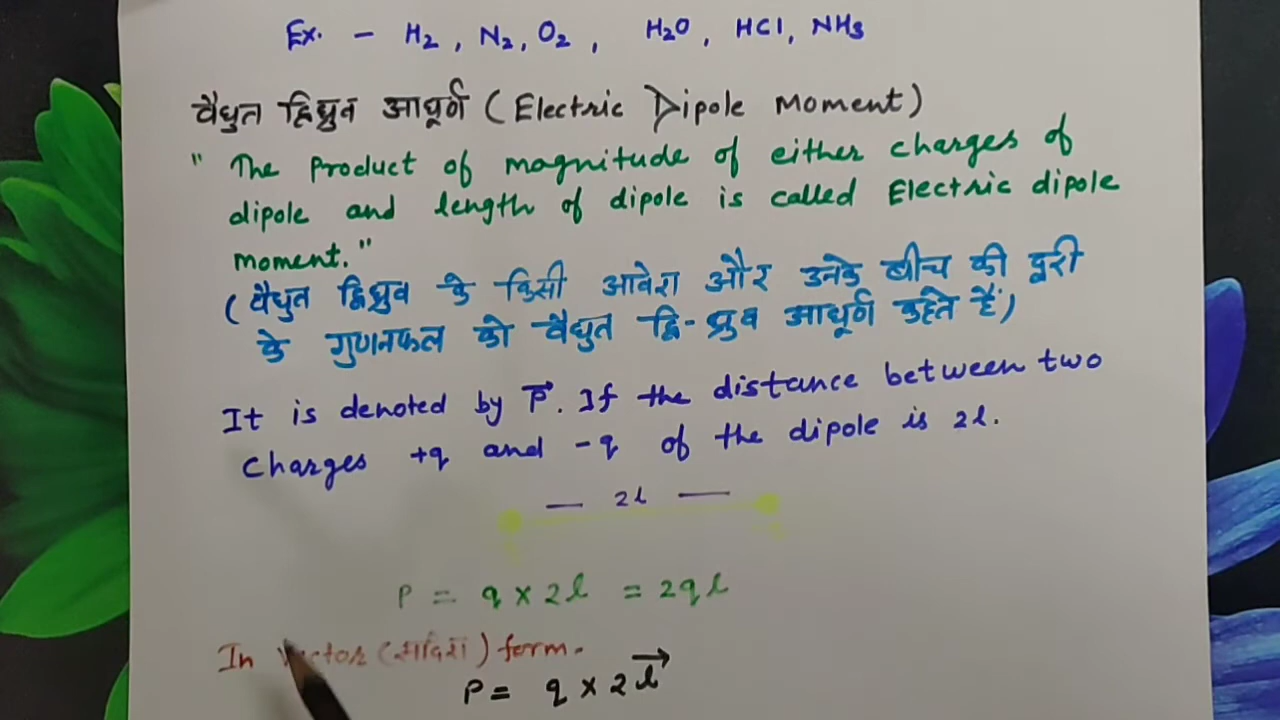 Ex. - H₂, N₂, O₂, H₂O, HCl, NH₃
वैधुत द्विध्रुव आधूर्ण (Electric Dipole Moment)
" The Product of magnitude of either charges of
dipole and length of dipole is called Electric dipole
moment."
(वैधुत द्विध्रुव के किसी आवेश और उनके बीच की दूरी
के गुणनफल को वैधुत द्वि-ध्रुव आधूर्ण कहते हैं)
It is denoted by P⃗. If the distance between two
Charges +q and -q of the dipole is 2l.
— 2l —
P = q × 2l = 2ql
In Vector (सदिश) form.
P = q × 2l⃗